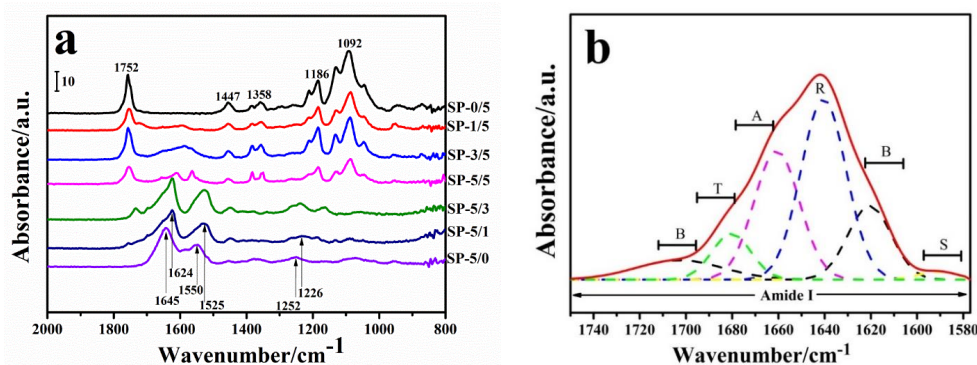 a
1752
10
1447
1358
1186
1092
SP-0/5
SP-1/5
SP-3/5
SP-5/5
SP-5/3
SP-5/1
SP-5/0
1645
1624
1550
1525
1252
1226
2000 1800 1600 1400 1200 1000 800
Wavenumber/cm-1
Absorbance/a.u.
b
B
T
A
R
B
S
Amide I
1740 1720 1700 1680 1660 1640 1620 1600 1580
Wavenumber/cm-1
Absorbance/a.u.